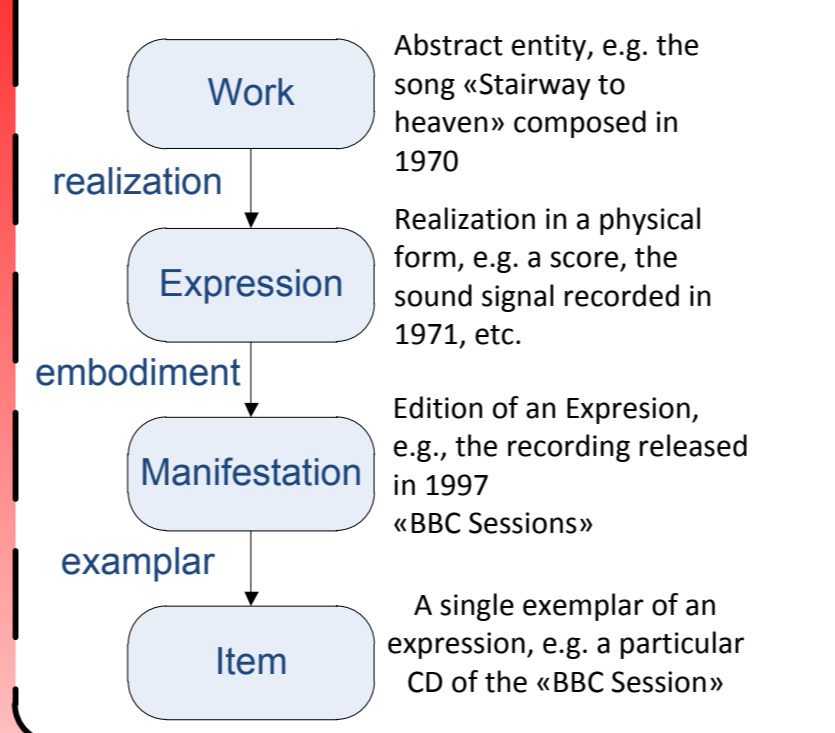 Work
Abstract entity, e.g. the
song «Stairway to
heaven» composed in
1970
realization
Expression
Realization in a physical
form, e.g. a score, the
sound signal recorded in
1971, etc.
embodiment
Manifestation
Edition of an Expresion,
e.g., the recording released
in 1997
«BBC Sessions»
examplar
Item
A single exemplar of an
expression, e.g. a particular
CD of the «BBC Session»